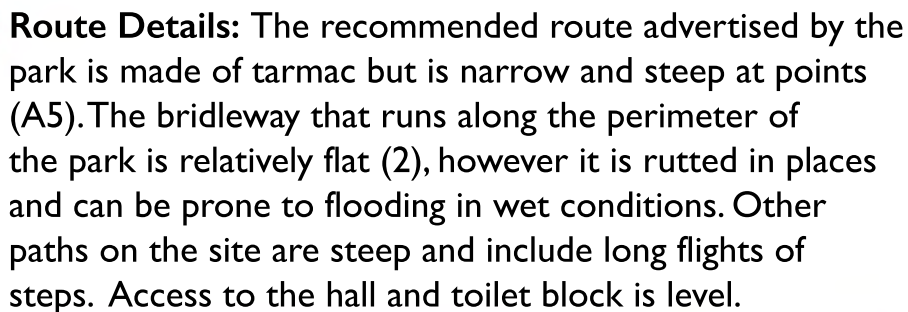 Route Details: The recommended route advertised by the
park is made of tarmac but is narrow and steep at points
(A5). The bridleway that runs along the perimeter of
the park is relatively flat (2), however it is rutted in places
and can be prone to flooding in wet conditions. Other
paths on the site are steep and include long flights of
steps.  Access to the hall and toilet block is level.